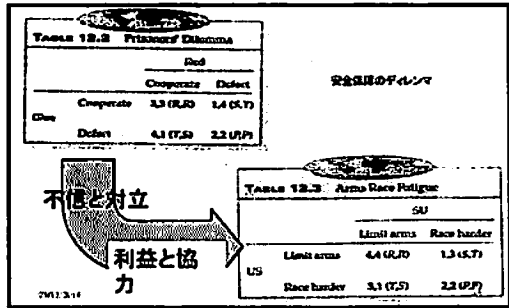 TABLE 12.2 Prisoners' Dilemma
Red
Cooperate Defect
Blue
Cooperate 3,3 (R,R) 1,4 (S,T)
Defect 4,1 (T,S) 2,2 (P,P)
安全保障のディレンマ
不信と対立
利益と協
力
TABLE 12.3 Arms Race Fatigue
SU
Limit arms Race harder
US
Limit arms 4,4 (R,R) 1,3 (S,T)
Race harder 3,1 (T,S) 2,2 (P,P)